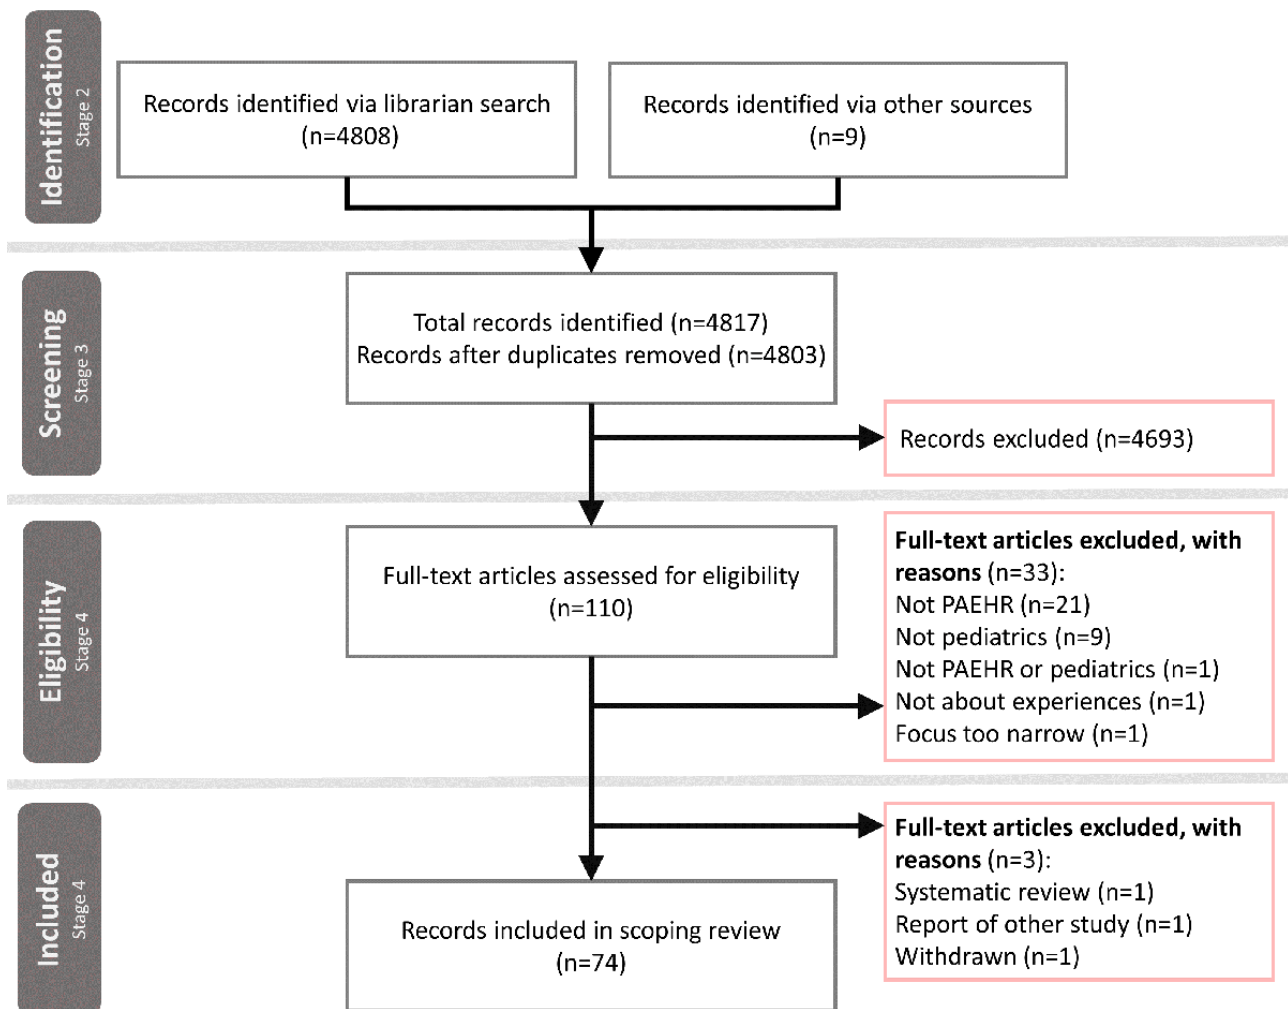 Identification
Stage 2
Records identified via librarian search
(n=4808)
Records identified via other sources
(n=9)
Screening
Stage 3
Total records identified (n=4817)
Records after duplicates removed (n=4803)
Records excluded (n=4693)
Eligibility
Stage 4
Full-text articles assessed for eligibility
(n=110)
Full-text articles excluded, with
reasons (n=33):
Not PAEHR (n=21)
Not pediatrics (n=9)
Not PAEHR or pediatrics (n=1)
Not about experiences (n=1)
Focus too narrow (n=1)
Included
Stage 4
Records included in scoping review
(n=74)
Full-text articles excluded, with
reasons (n=3):
Systematic review (n=1)
Report of other study (n=1)
Withdrawn (n=1)